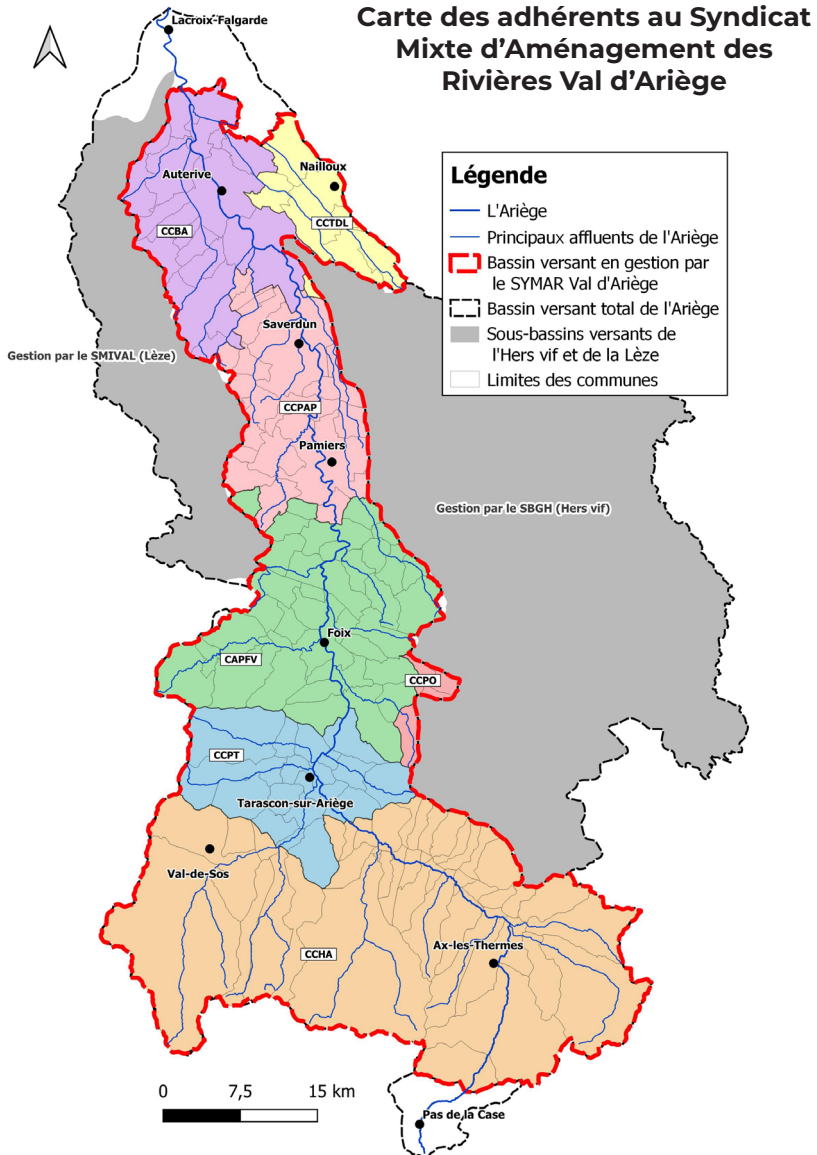 Carte des adhérents au Syndicat
Mixte d'Aménagement des
Rivières Val d'Ariège
Lacroix-Falgarde
Légende
L'Ariège
Principaux affluents de l'Ariège
Bassin versant en gestion par
le SYMAR Val d'Ariège
Bassin versant total de l'Ariège
Sous-bassins versants de
l'Hers vif et de la Lèze
Limites des communes
Nailloux
Auterive
CCTDL
CCBA
Saverdun
Gestion par le SMIVAL (Lèze)
CCPAP
Pamiers
Gestion par le SBGH (Hers vif)
Foix
CAPFV
CCPO
CCPT
Tarascon-sur-Ariège
Val-de-Sos
Ax-les-Thermes
CCHA
0 7,5 15 km
Pas de la Case